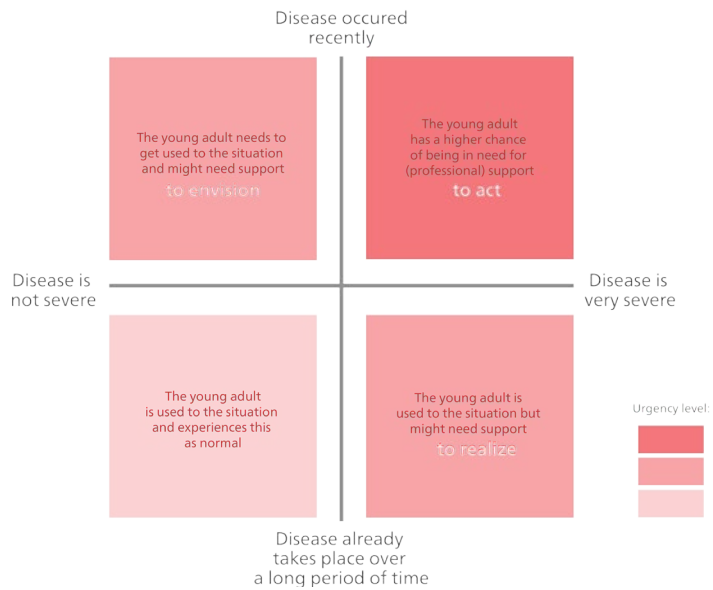 Disease occured
recently
The young adult needs to
get used to the situation
and might need support
to envision
The young adult
has a higher chance
of being in need for
(professional) support
to act
Disease is
not severe
Disease is
very severe
The young adult
is used to the situation
and experiences this
as normal
The young adult is
used to the situation but
might need support
to realize
Urgency level:
Disease already
takes place over
a long period of time